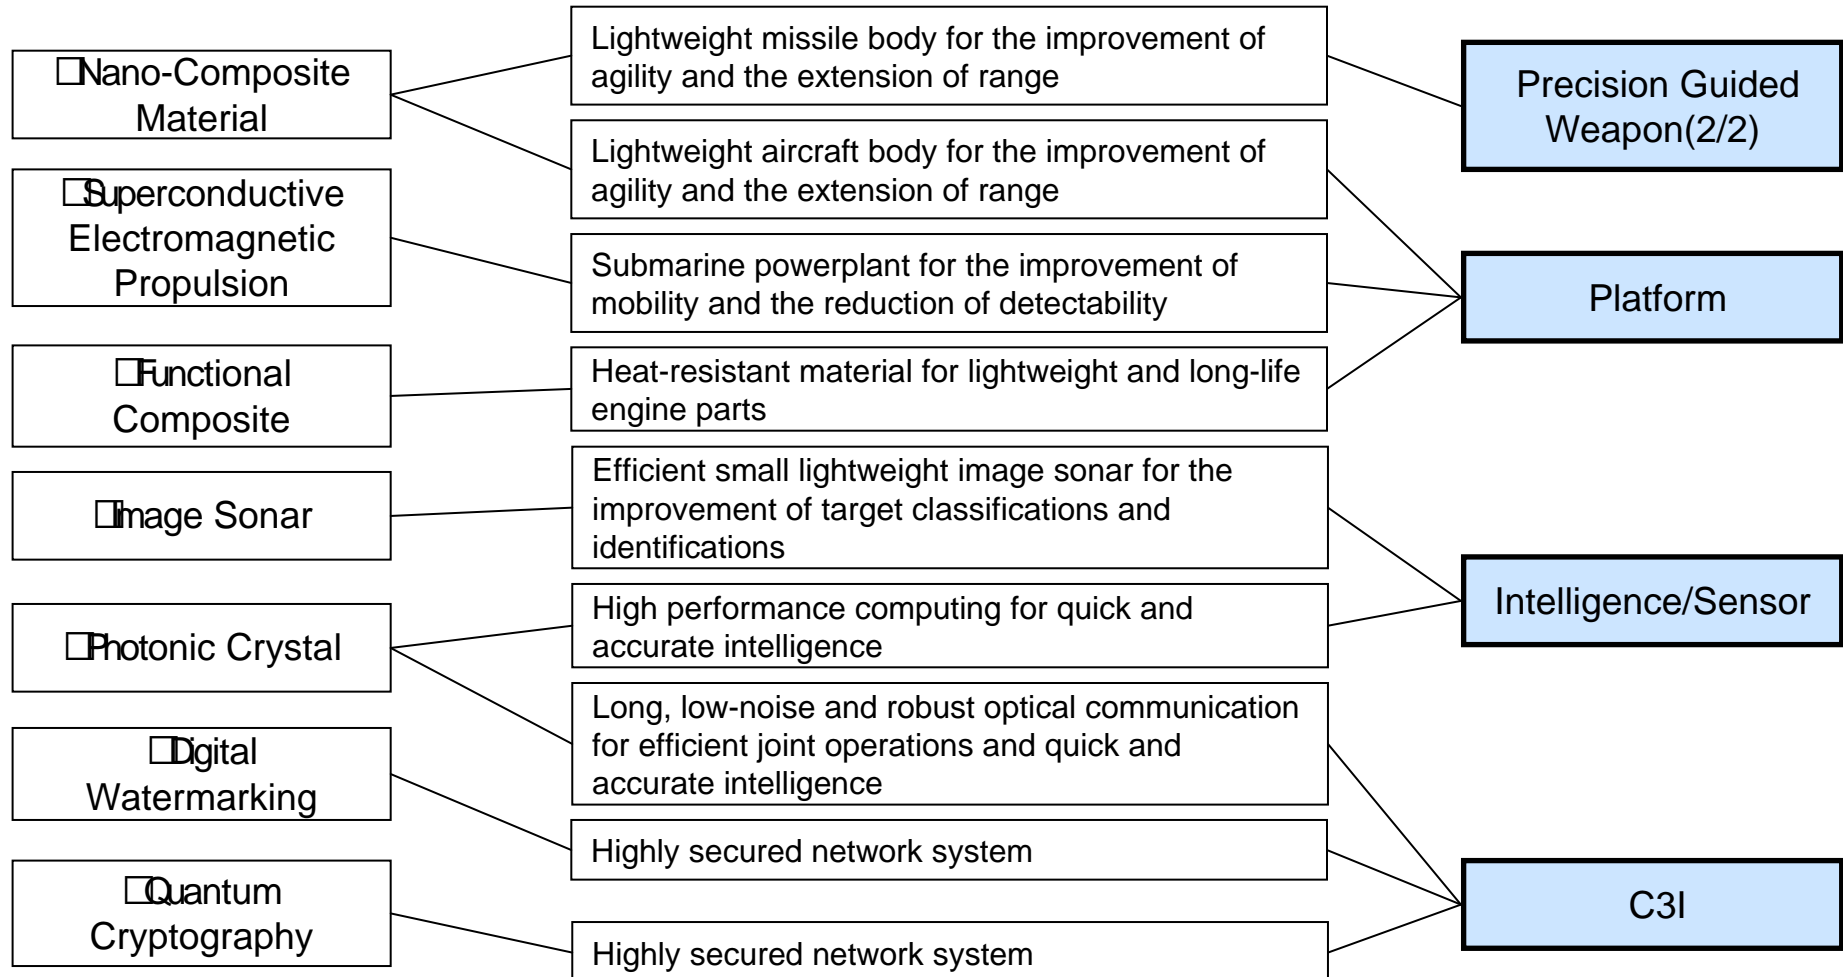 □Nano-Composite
Material
□Superconductive
Electromagnetic
Propulsion
□Functional
Composite
□Image Sonar
□Photonic Crystal
□Digital
Watermarking
□Quantum
Cryptography
Lightweight missile body for the improvement of
agility and the extension of range
Lightweight aircraft body for the improvement of
agility and the extension of range
Submarine powerplant for the improvement of
mobility and the reduction of detectability
Heat-resistant material for lightweight and long-life
engine parts
Efficient small lightweight image sonar for the
improvement of target classifications and
identifications
High performance computing for quick and
accurate intelligence
Long, low-noise and robust optical communication
for efficient joint operations and quick and
accurate intelligence
Highly secured network system
Highly secured network system
Precision Guided
Weapon(2/2)
Platform
Intelligence/Sensor
C3I